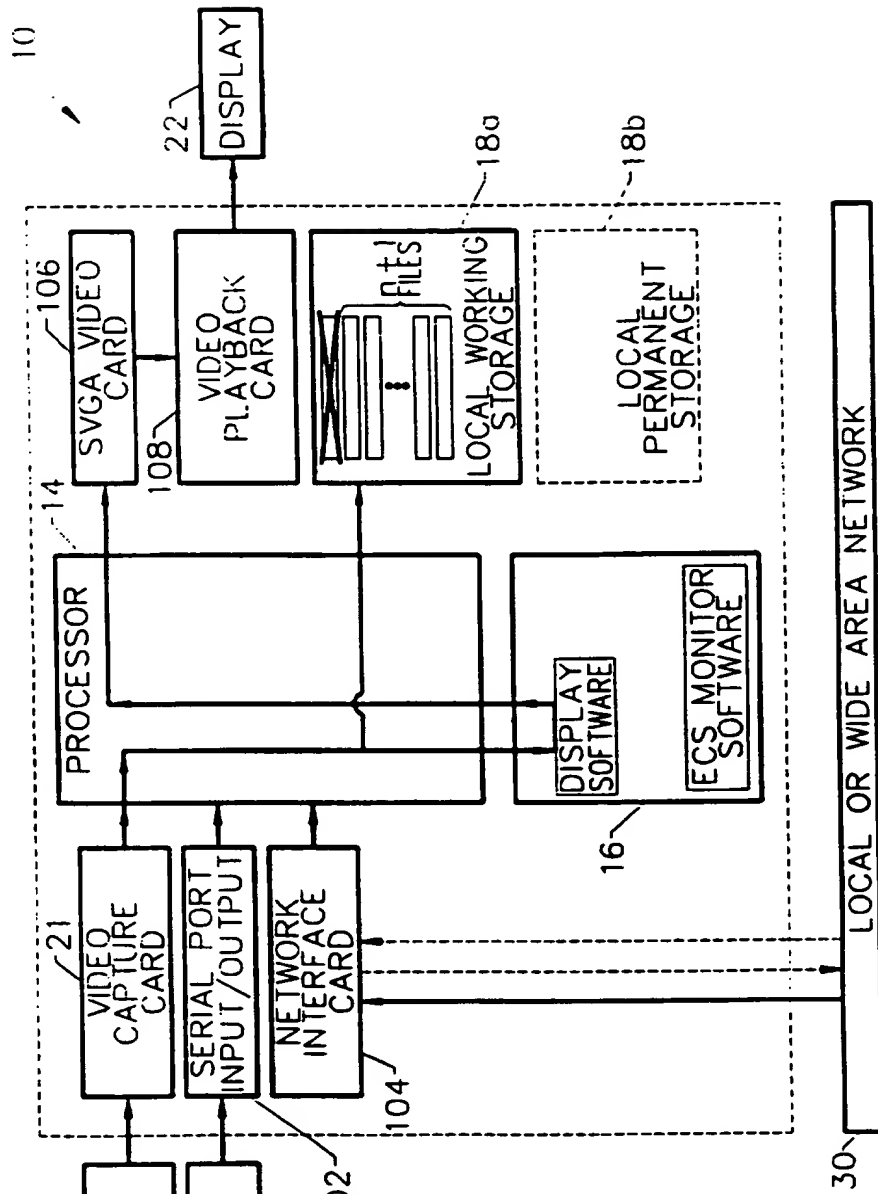 10
22
DISPLAY
106
SVGA VIDEO
CARD
108
VIDEO
PLAYBACK
CARD
n+1
FILES
LOCAL WORKING
STORAGE
18a
LOCAL
PERMANENT
STORAGE
18b
14
PROCESSOR
DISPLAY
SOFTWARE
ECS MONITOR
SOFTWARE
16
21
VIDEO
CAPTURE
CARD
SERIAL PORT
INPUT/OUTPUT
02
NETWORK
INTERFACE
CARD
104
LOCAL OR WIDE AREA NETWORK
30